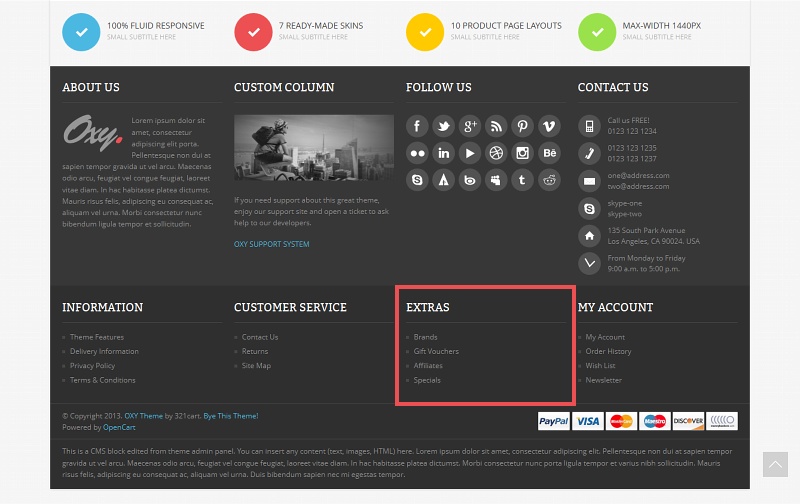 100% FLUID RESPONSIVE
SMALL SUBTITLE HERE
7 READY-MADE SKINS
SMALL SUBTITLE HERE
10 PRODUCT PAGE LAYOUTS
SMALL SUBTITLE HERE
MAX-WIDTH 1440PX
SMALL SUBTITLE HERE
ABOUT US
Oxy.
Lorem ipsum dolor sit
amet, consectetur
adipiscing elit porta.
Pellentesque non dui at
sapien tempor gravida ut vel arcu. Maecenas
odio arcu, feugiat vel congue feugiat, laoreet
vitae diam. In hac habitasse platea dictumst.
Mauris risus felis, adipiscing eu consequat ac,
aliquam vel urna. Morbi consectetur nunc
bibendum ligula tempor et sollicitudin.
CUSTOM COLUMN
If you need support about this great theme,
enjoy our support site and open a ticket to ask
help to our developers.
OXY SUPPORT SYSTEM
FOLLOW US
CONTACT US
Call us FREE!
0123 123 1234
0123 123 1235
0123 123 1237
one@address.com
two@address.com
skype-one
skype-two
135 South Park Avenue
Los Angeles, CA 90024, USA
From Monday to Friday
9:00 a.m. to 5:00 p.m.
INFORMATION
Theme Features
Delivery Information
Privacy Policy
Terms & Conditions
CUSTOMER SERVICE
Contact Us
Returns
Site Map
EXTRAS
Brands
Gift Vouchers
Affiliates
Specials
MY ACCOUNT
My Account
Order History
Wish List
Newsletter
© Copyright 2013. OXY Theme by 321cart. Bye This Theme!
Powered by OpenCart
PayPal VISA MasterCard Maestro DISCOVER
This is a CMS block edited from theme admin panel. You can insert any content (text, images, HTML) here. Lorem ipsum dolor sit amet, consectetur adipiscing elit. Pellentesque non dui at
sapien tempor gravida ut vel arcu. Maecenas odio arcu, feugiat vel congue feugiat, laoreet vitae diam. In hac habitasse platea dictumst. Morbi consectetur nunc porta ligula tempor et varius nibh sollicitudin. Mauris
risus felis, adipiscing eu consequat ac, aliquam vel urna. Duis bibendum sapien nec mi egestas tempor.